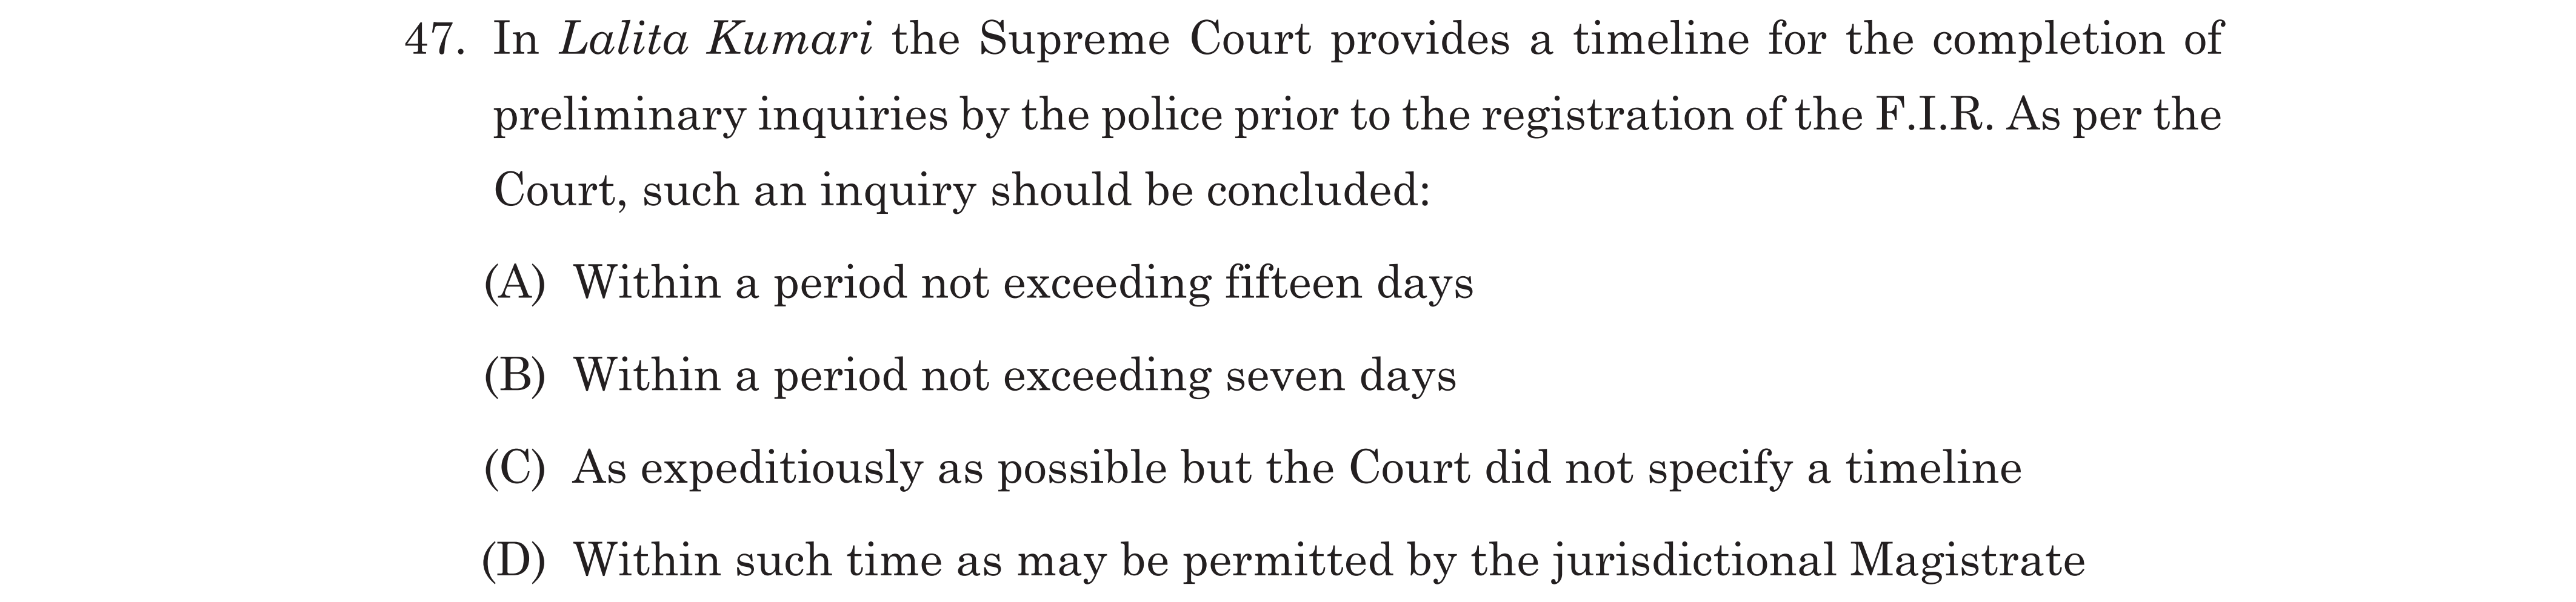 47. In Lalita Kumari the Supreme Court provides a timeline for the completion of
preliminary inquiries by the police prior to the registration of the F.I.R. As per the
Court, such an inquiry should be concluded:
(A) Within a period not exceeding fifteen days
(B) Within a period not exceeding seven days
(C) As expeditiously as possible but the Court did not specify a timeline
(D) Within such time as may be permitted by the jurisdictional Magistrate